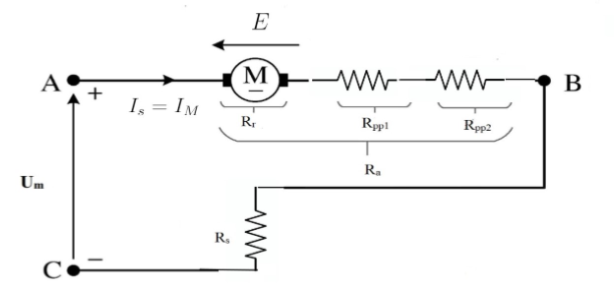 E
A
+
M
B
I_s = I_M
R_r
R_pp1
R_pp2
R_a
U_m
R_s
C
−